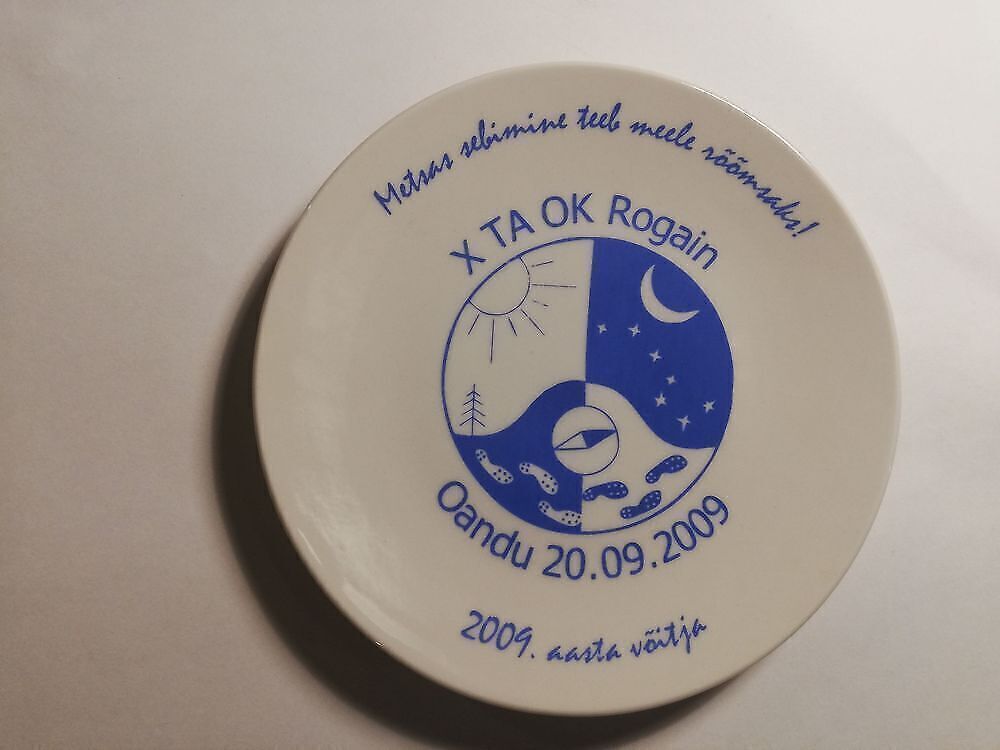 Metsas sebimine teeb meele rõõmsaks!
X TA OK Rogain
Oandu 20.09.2009
2009. aasta võitja